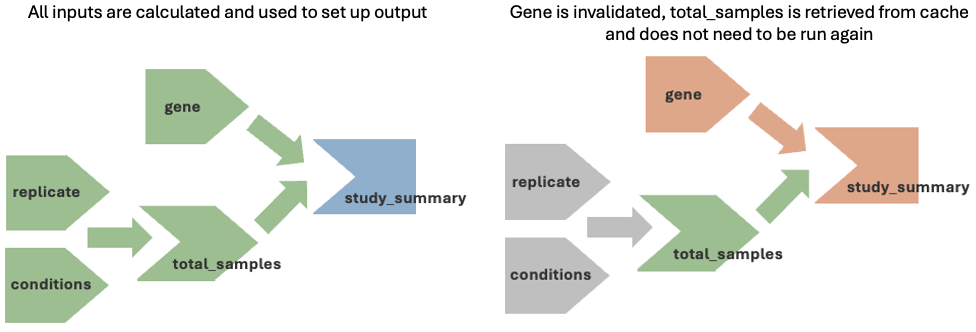 All inputs are calculated and used to set up output
gene
replicate
study_summary
total_samples
conditions
Gene is invalidated, total_samples is retrieved from cache
and does not need to be run again
gene
replicate
study_summary
total_samples
conditions